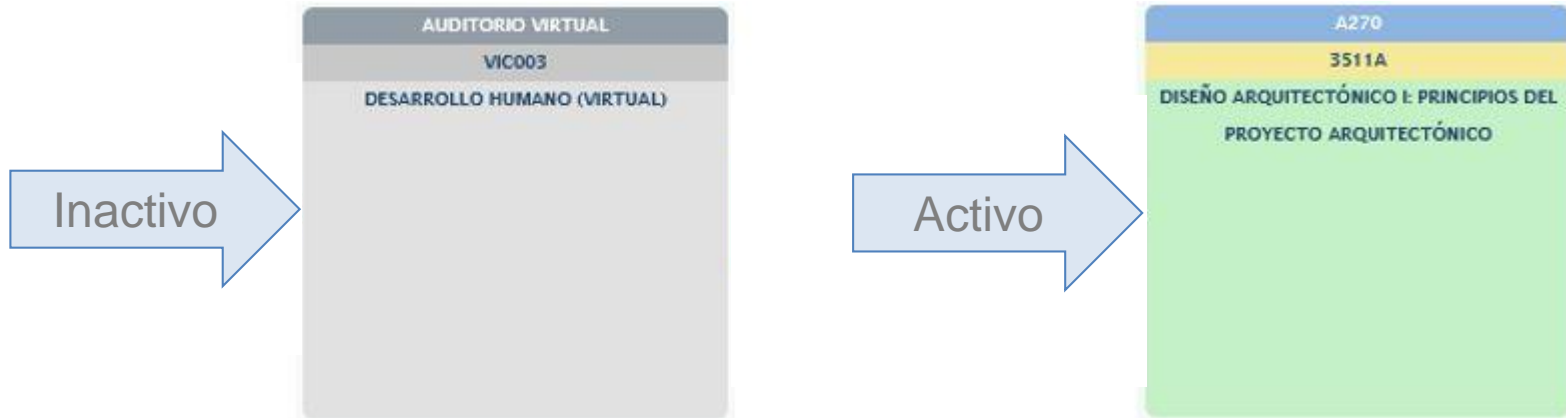 AUDITORIO VIRTUAL
VIC003
DESARROLLO HUMANO (VIRTUAL)
Inactivo
A270
3511A
DISEÑO ARQUITECTÓNICO I: PRINCIPIOS DEL
PROYECTO ARQUITECTÓNICO
Activo